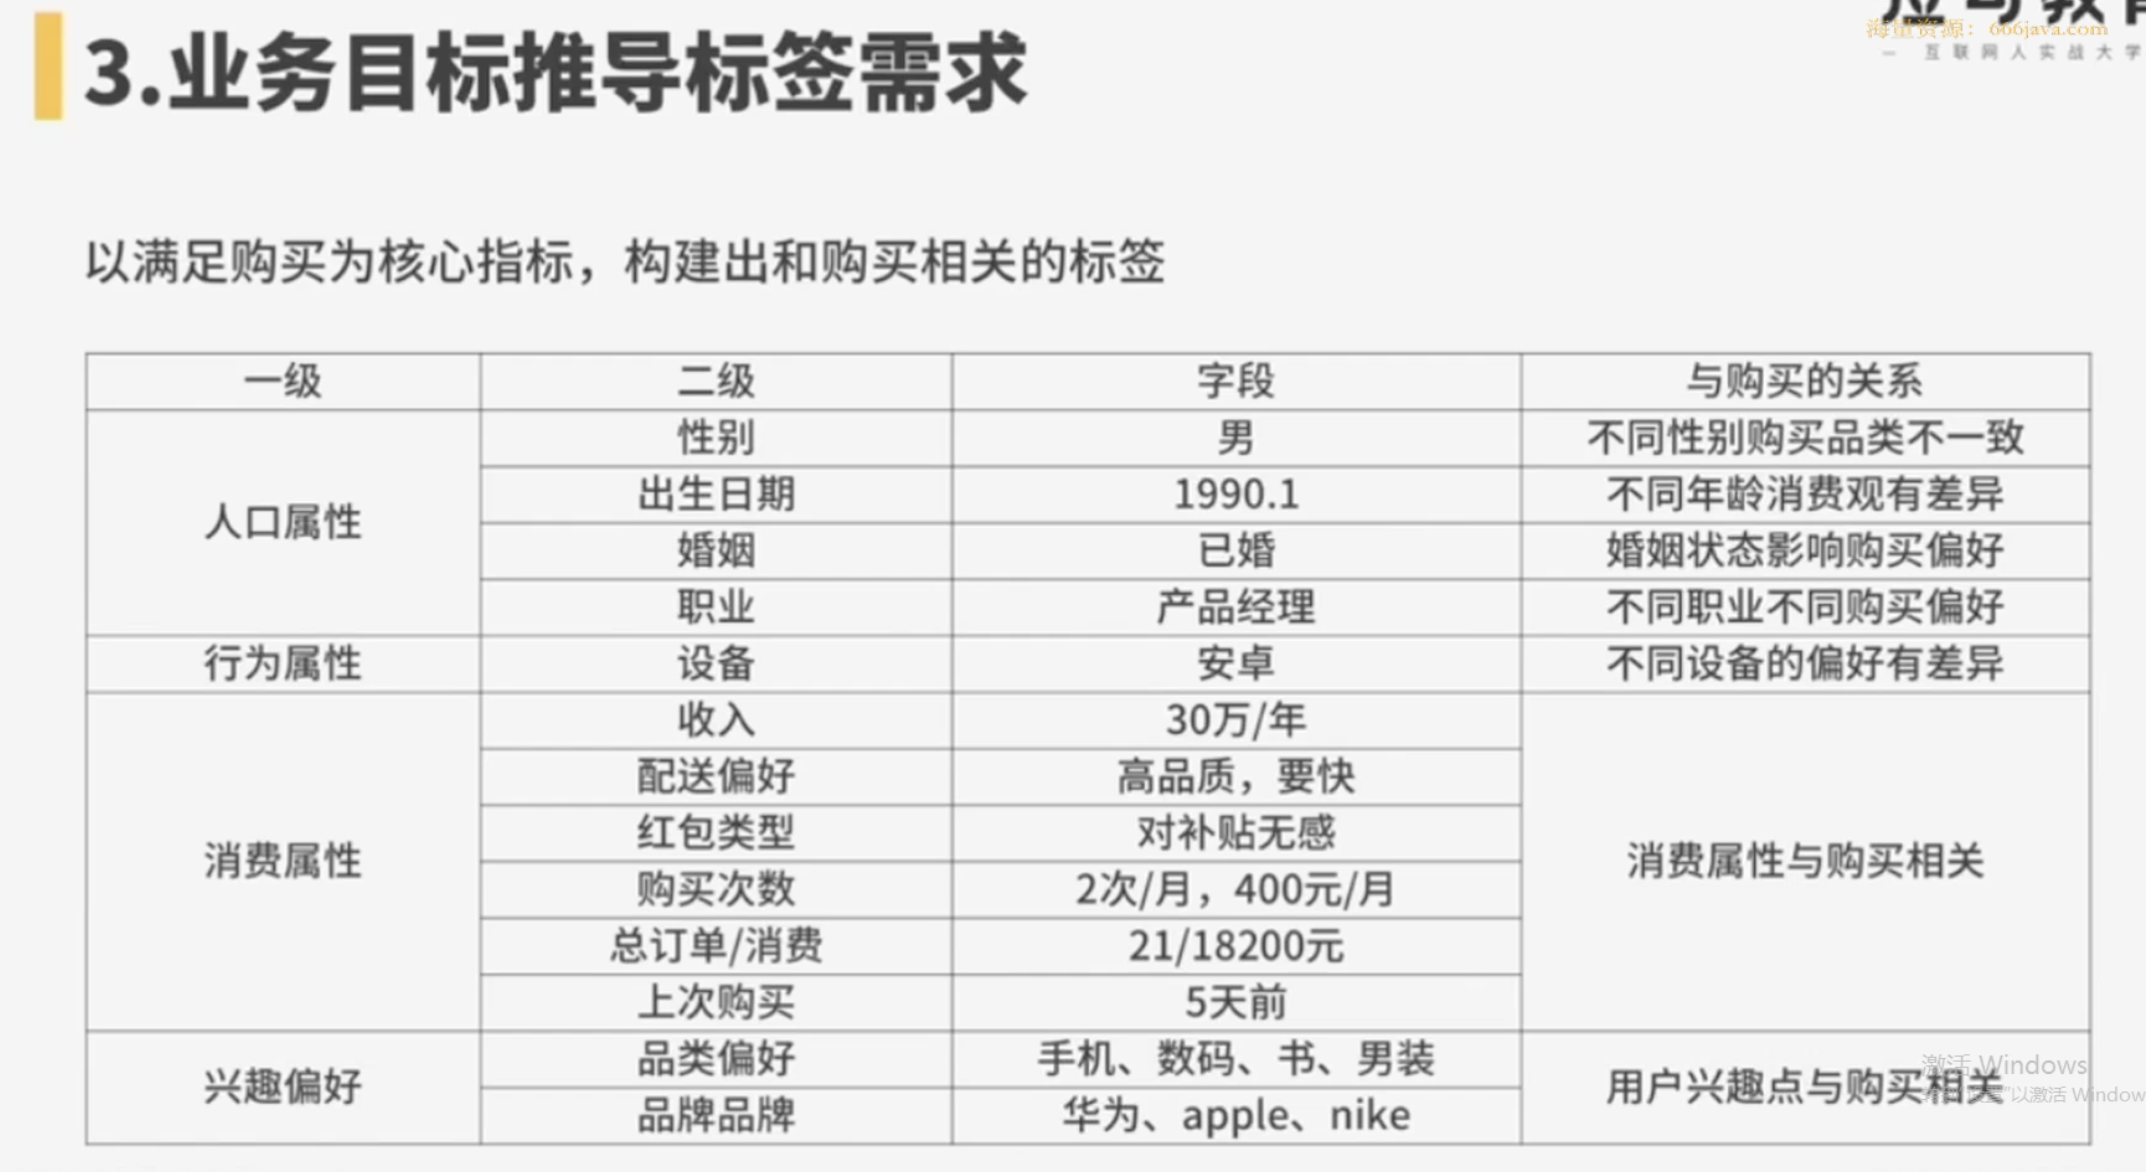 3.业务目标推导标签需求
海量资源：666java.com
— 互联网人实战大学
以满足购买为核心指标，构建出和购买相关的标签
一级 二级 字段 与购买的关系
人口属性 性别 男 不同性别购买品类不一致
出生日期 1990.1 不同年龄消费观有差异
婚姻 已婚 婚姻状态影响购买偏好
职业 产品经理 不同职业不同购买偏好
行为属性 设备 安卓 不同设备的偏好有差异
消费属性 收入 30万/年 消费属性与购买相关
配送偏好 高品质，要快
红包类型 对补贴无感
购买次数 2次/月，400元/月
总订单/消费 21/18200元
上次购买 5天前
兴趣偏好 品类偏好 手机、数码、书、男装 用户兴趣点与购买相关
品牌品牌 华为、apple、nike
激活 Windows
以激活 Window